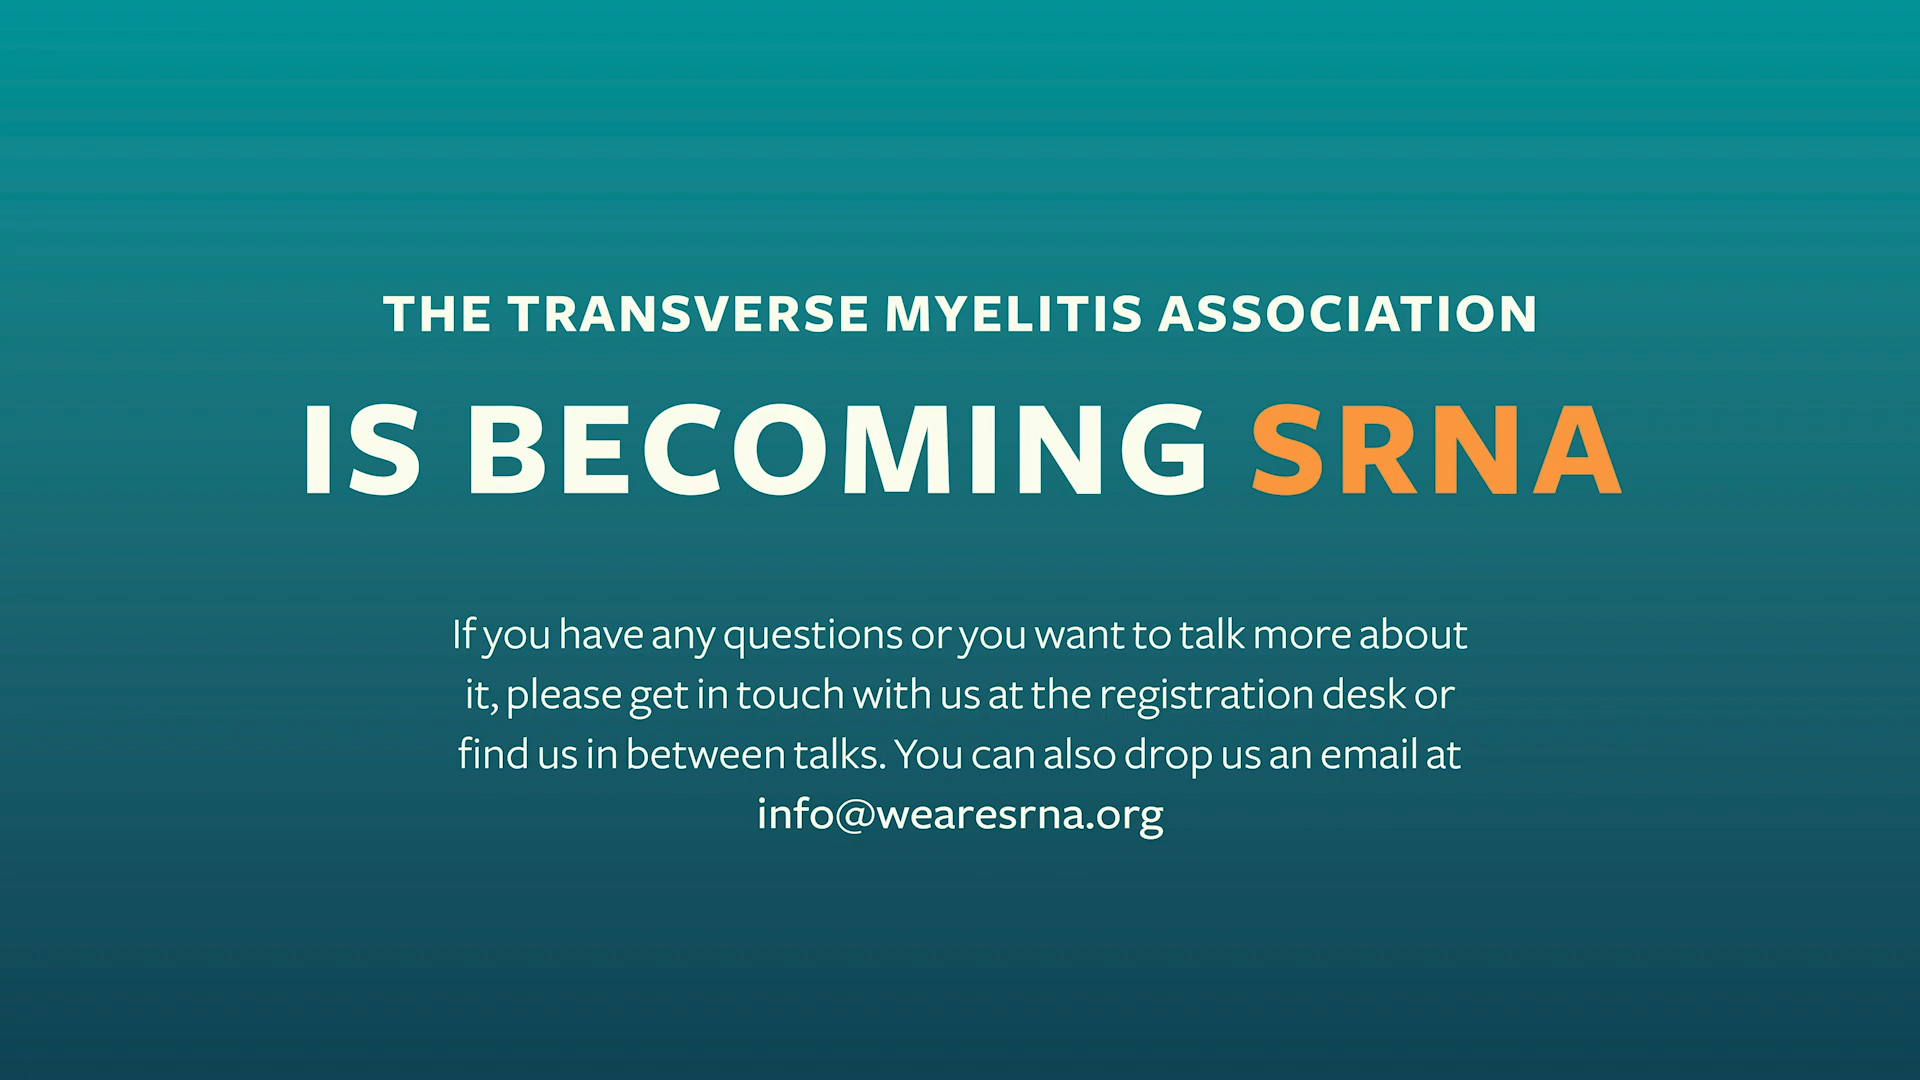 THE TRANSVERSE MYELITIS ASSOCIATION
IS BECOMING SRNA
If you have any questions or you want to talk more about
it, please get in touch with us at the registration desk or
find us in between talks. You can also drop us an email at
info@wearesrna.org